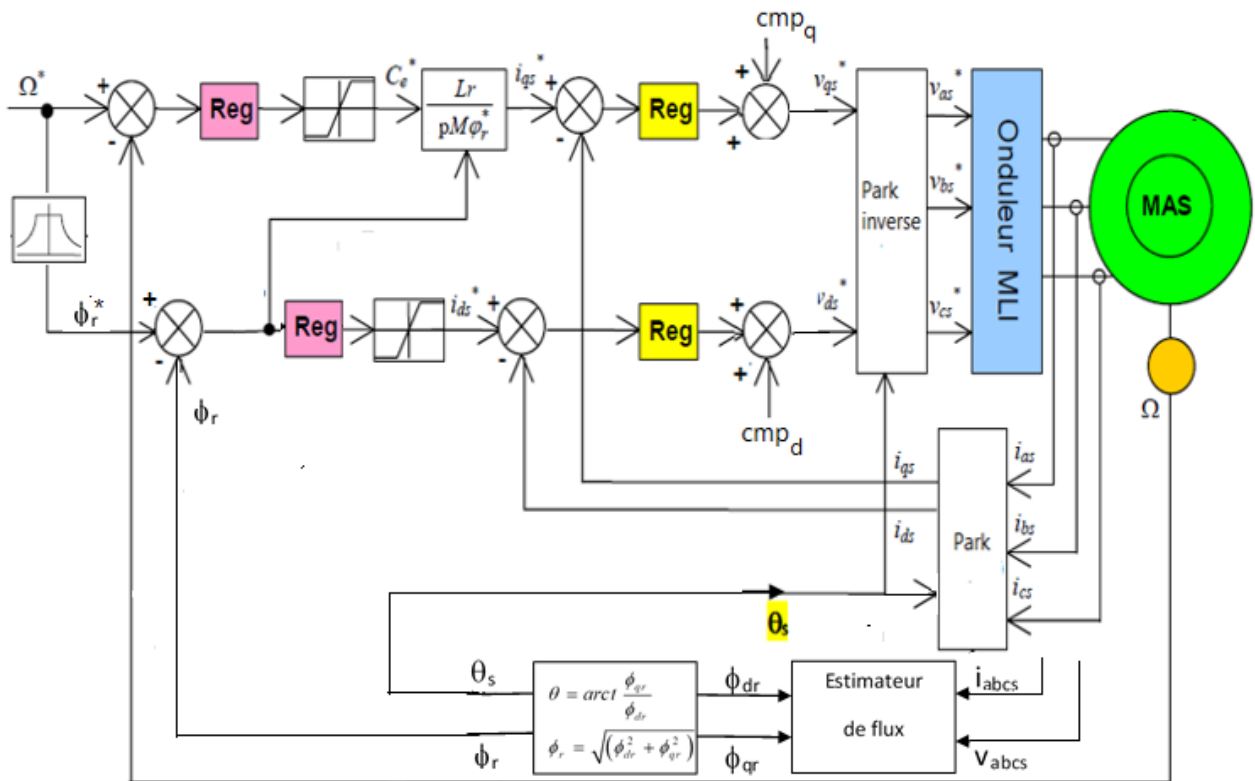 cmp_q
Ω*
+
-
Reg
C_e*
Lr
pMφ_r*
i_qs*
+
-
Reg
+
+
v_qs*
Park
inverse
v_as*
v_bs*
v_cs*
Onduleur MLI
MAS
ϕ_r*
+
-
Reg
i_ds*
+
-
Reg
+
+
v_ds*
ϕ_r
cmp_d
Ω
i_qs
i_ds
Park
i_as
i_bs
i_cs
θ_s
θ_s
ϕ_r
θ = arct ϕ_qr / ϕ_dr
ϕ_r = √(ϕ_dr² + ϕ_qr²)
ϕ_dr
ϕ_qr
Estimateur
de flux
i_abcs
v_abcs